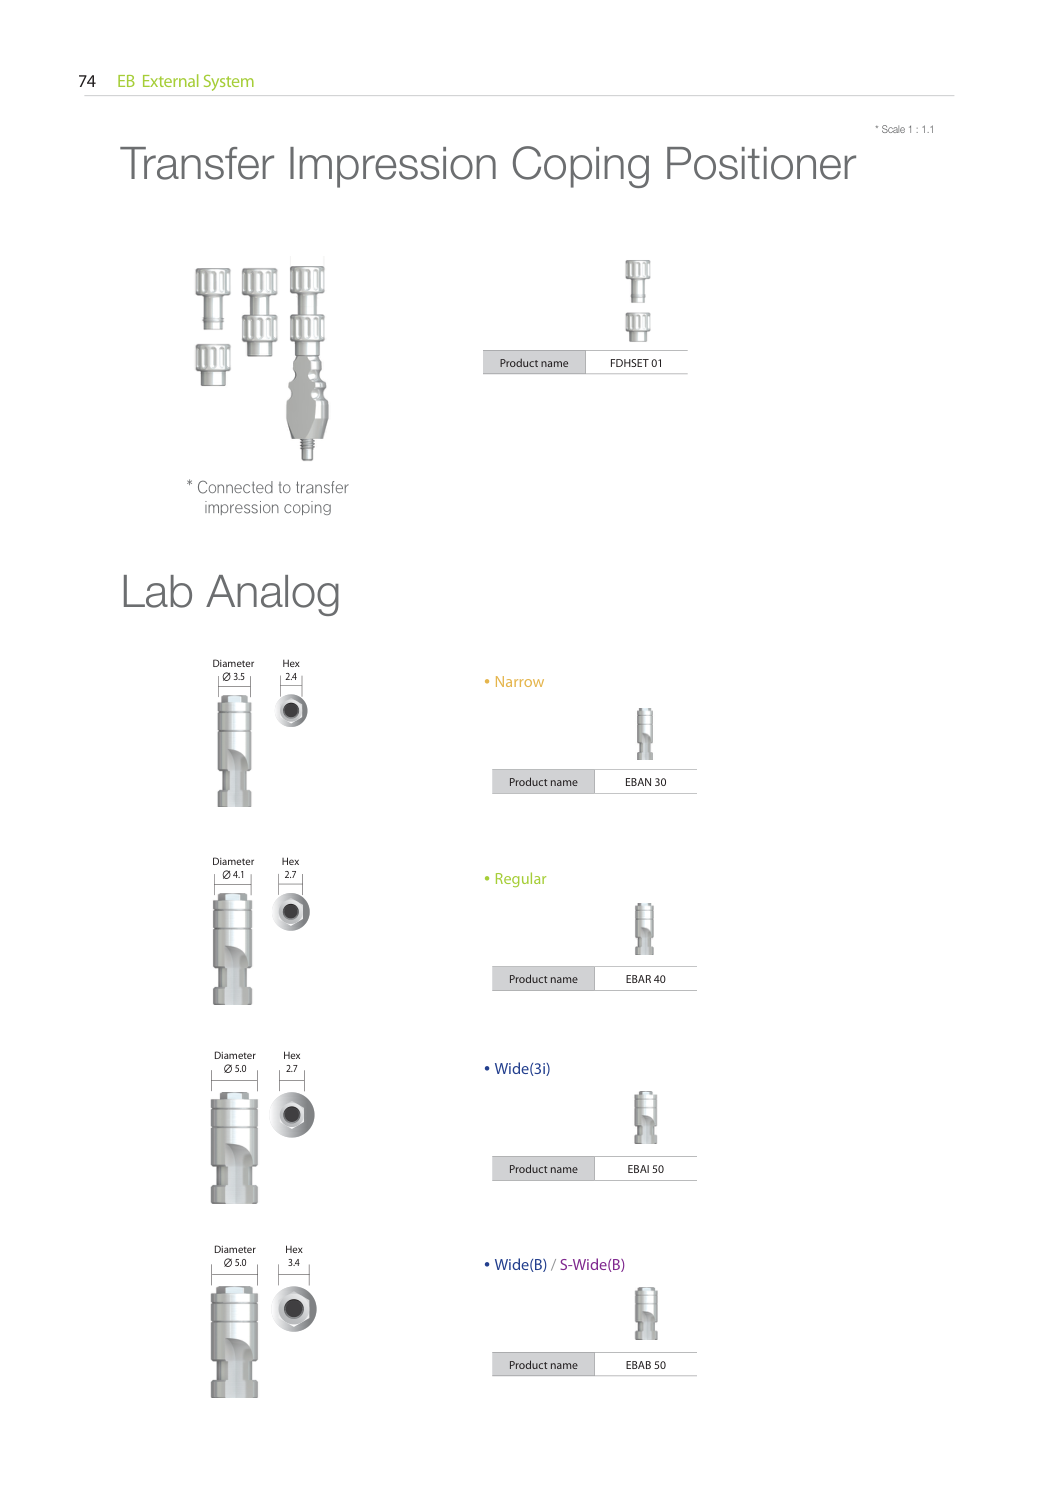 74 EB External System
* Scale 1 : 1.1
Transfer Impression Coping Positioner
Product name FDHSET 01
* Connected to transfer
impression coping
Lab Analog
Diameter Hex
Ø 3.5 2.4
• Narrow
Product name EBAN 30
Diameter Hex
Ø 4.1 2.7
• Regular
Product name EBAR 40
Diameter Hex
Ø 5.0 2.7
• Wide(3i)
Product name EBAI 50
Diameter Hex
Ø 5.0 3.4
• Wide(B) / S-Wide(B)
Product name EBAB 50